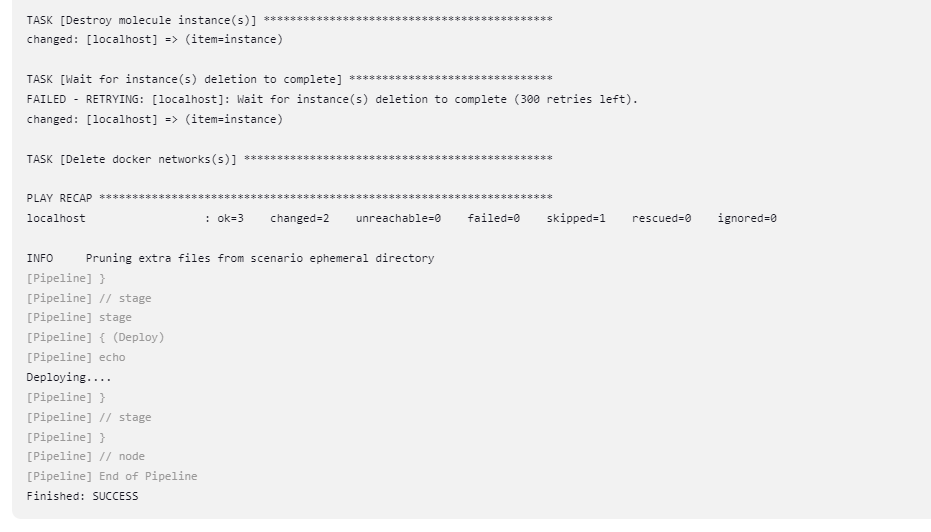 TASK [Destroy molecule instance(s)] ********************************************
changed: [localhost] => (item=instance)
TASK [Wait for instance(s) deletion to complete] *******************************
FAILED - RETRYING: [localhost]: Wait for instance(s) deletion to complete (300 retries left).
changed: [localhost] => (item=instance)
TASK [Delete docker networks(s)] ***********************************************
PLAY RECAP *********************************************************************
localhost                  : ok=3    changed=2    unreachable=0    failed=0    skipped=1    rescued=0    ignored=0
INFO     Pruning extra files from scenario ephemeral directory
[Pipeline] }
[Pipeline] // stage
[Pipeline] stage
[Pipeline] { (Deploy)
[Pipeline] echo
Deploying....
[Pipeline] }
[Pipeline] // stage
[Pipeline] }
[Pipeline] // node
[Pipeline] End of Pipeline
Finished: SUCCESS